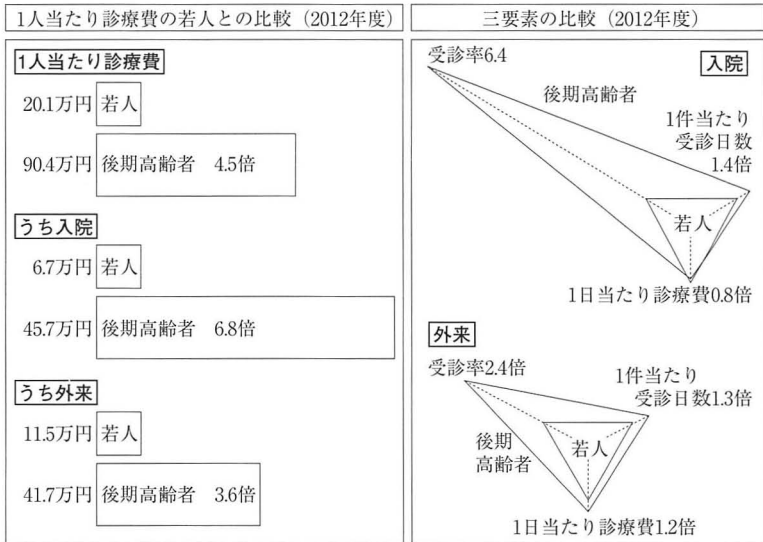 1人当たり診療費の若人との比較（2012年度）
1人当たり診療費
20.1万円 若人
90.4万円 後期高齢者 4.5倍
うち入院
6.7万円 若人
45.7万円 後期高齢者 6.8倍
うち外来
11.5万円 若人
41.7万円 後期高齢者 3.6倍
三要素の比較（2012年度）
受診率6.4
入院
後期高齢者
1件当たり
受診日数
1.4倍
若人
1日当たり診療費0.8倍
外来
受診率2.4倍
1件当たり
受診日数1.3倍
後期
高齢者
若人
1日当たり診療費1.2倍